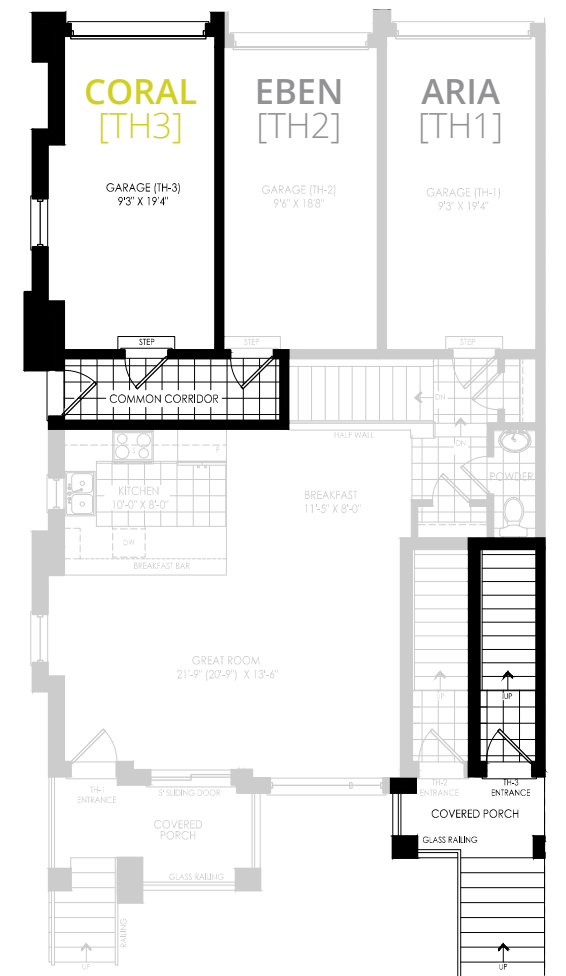 CORAL
[TH3]
EBEN
[TH2]
ARIA
[TH1]
GARAGE (TH-3)
9'3" X 19'4"
GARAGE (TH-2)
9'6" X 18'8"
GARAGE (TH-1)
9'3" X 19'4"
STEP
STEP
STEP
COMMON CORRIDOR
DN
DN
HALF WALL
F
POWDER
KITCHEN
10'-0" X 8'-0"
BREAKFAST
11'-5" X 8'-0"
DW
BREAKFAST BAR
GREAT ROOM
21'-9" (20'-9") X 13'-6"
UP
UP
TH-1
ENTRANCE
5' SLIDING DOOR
TH-2
ENTRANCE
TH-3
ENTRANCE
COVERED
PORCH
COVERED PORCH
GLASS RAILING
GLASS RAILING
RAILING
UP
UP